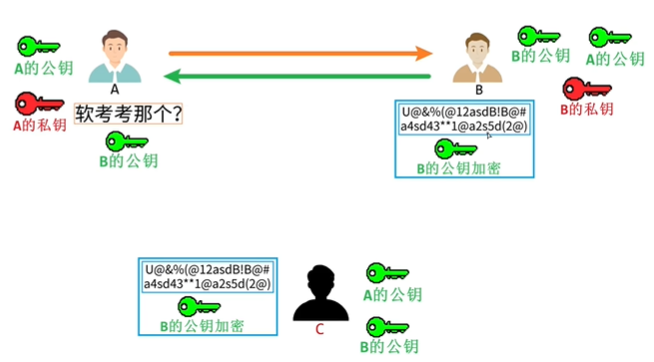 A的公钥
A
B
B的公钥
A的公钥
A的私钥
软考考那个?
B的公钥
B的私钥
U@&%(@12asdB!B@#
a4sd43**1@a2s5d(2@)
B的公钥加密
U@&%(@12asdB!B@#
a4sd43**1@a2s5d(2@)
B的公钥加密
C
A的公钥
B的公钥